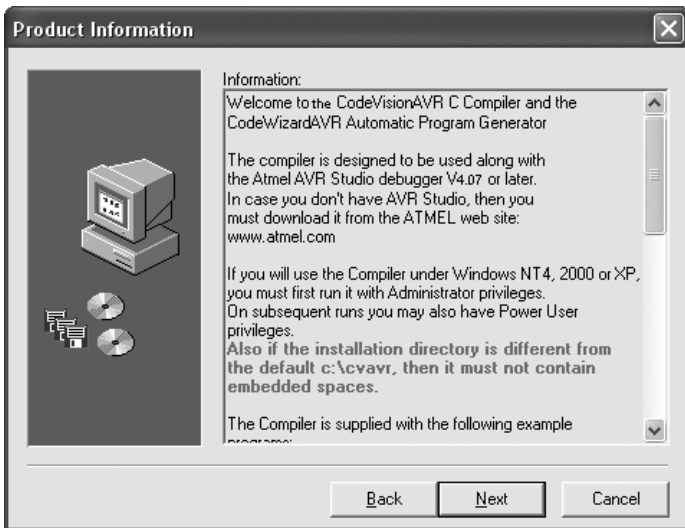 Product Information
Information:
Welcome to the CodeVisionAVR C Compiler and the
CodeWizardAVR Automatic Program Generator
The compiler is designed to be used along with
the Atmel AVR Studio debugger V4.07 or later.
In case you don't have AVR Studio, then you
must download it from the ATMEL web site:
www.atmel.com
If you will use the Compiler under Windows NT4, 2000 or XP,
you must first run it with Administrator privileges.
On subsequent runs you may also have Power User
privileges.
Also if the installation directory is different from
the default c:\cvavr, then it must not contain
embedded spaces.
The Compiler is supplied with the following example
programs:
Back
Next
Cancel